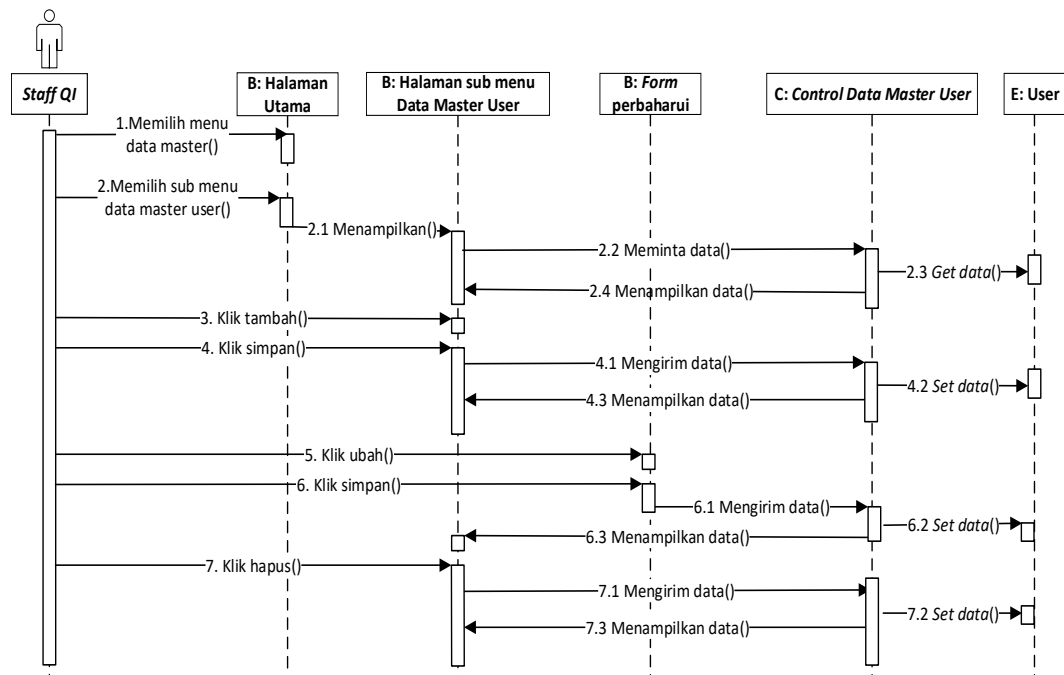 Staff QI
B: Halaman
Utama
B: Halaman sub menu
Data Master User
B: Form
perbaharui
C: Control Data Master User
E: User
1.Memilih menu
data master()
2.Memilih sub menu
data master user()
2.1 Menampilkan()
2.2 Meminta data()
2.3 Get data()
2.4 Menampilkan data()
3. Klik tambah()
4. Klik simpan()
4.1 Mengirim data()
4.2 Set data()
4.3 Menampilkan data()
5. Klik ubah()
6. Klik simpan()
6.1 Mengirim data()
6.2 Set data()
6.3 Menampilkan data()
7. Klik hapus()
7.1 Mengirim data()
7.2 Set data()
7.3 Menampilkan data()